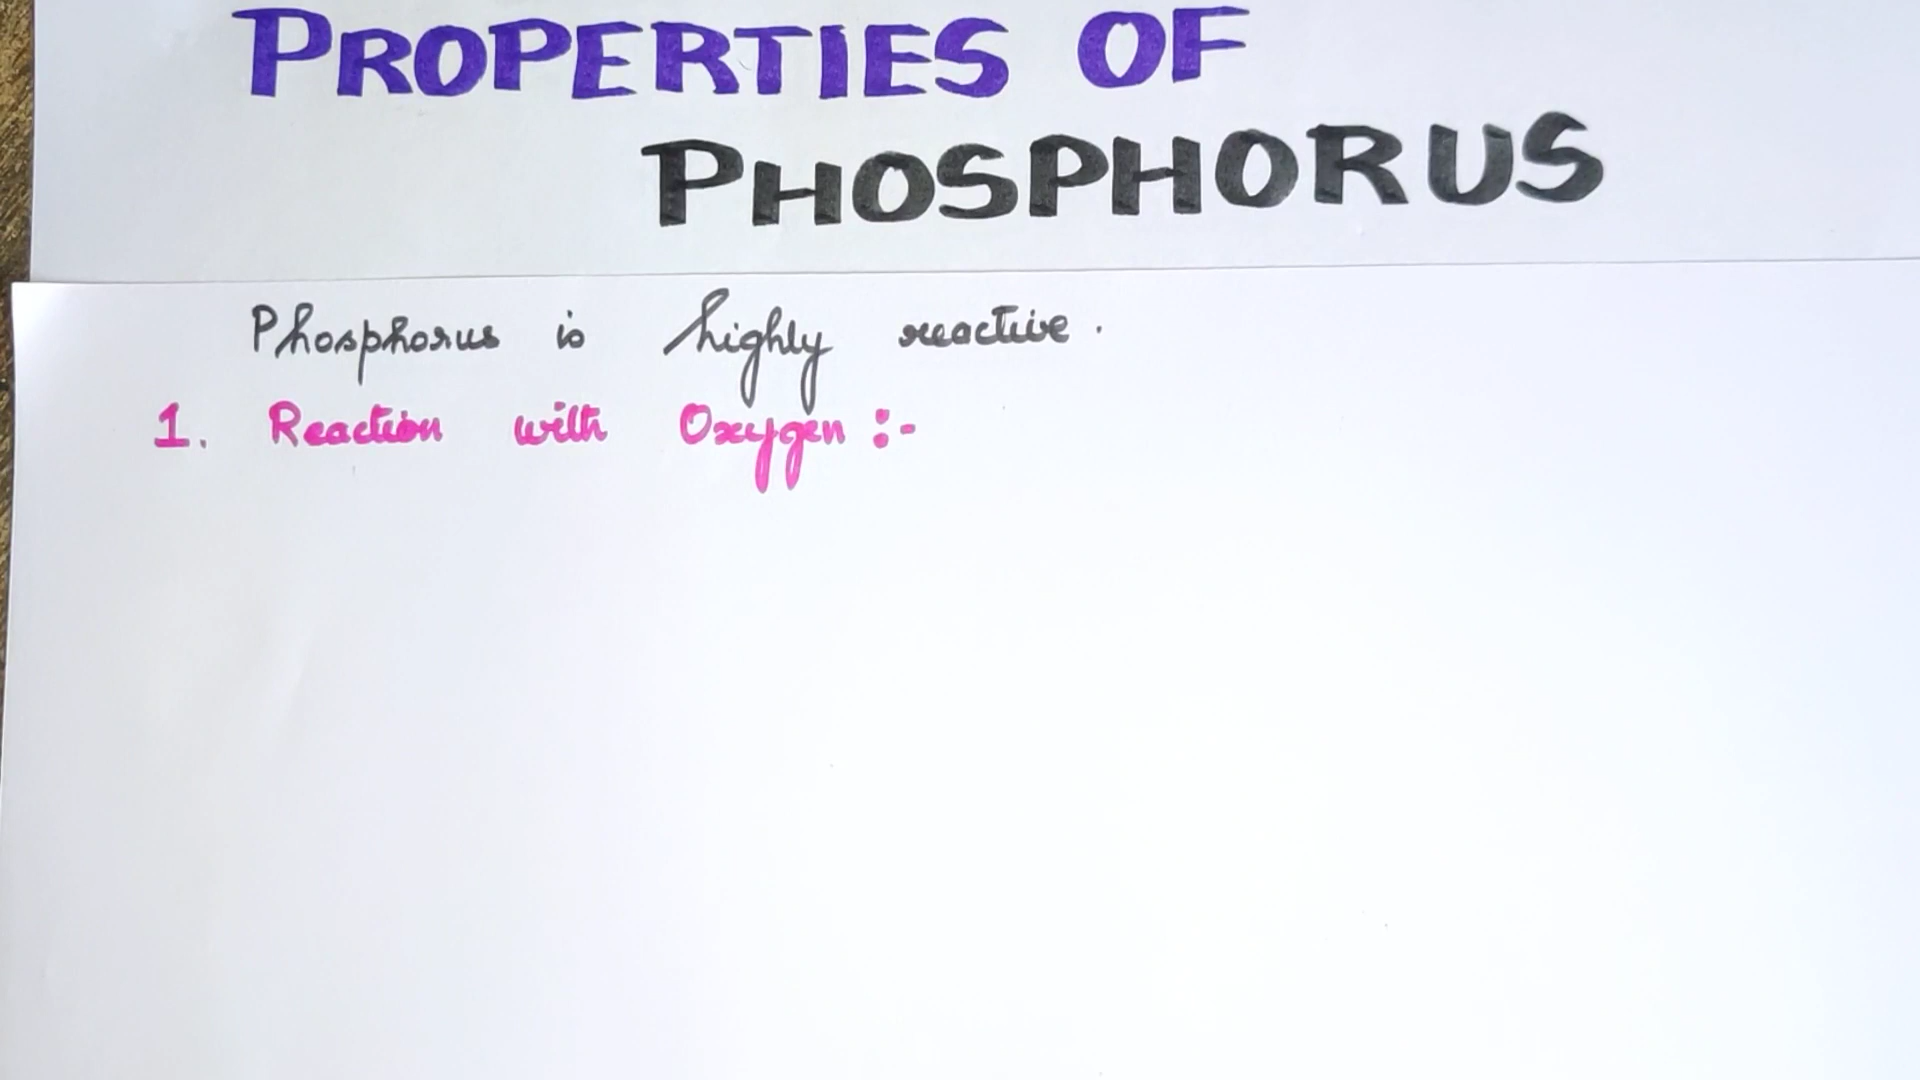 PROPERTIES OF
PHOSPHORUS
Phosphorus is highly reactive.
1. Reaction with Oxygen :-